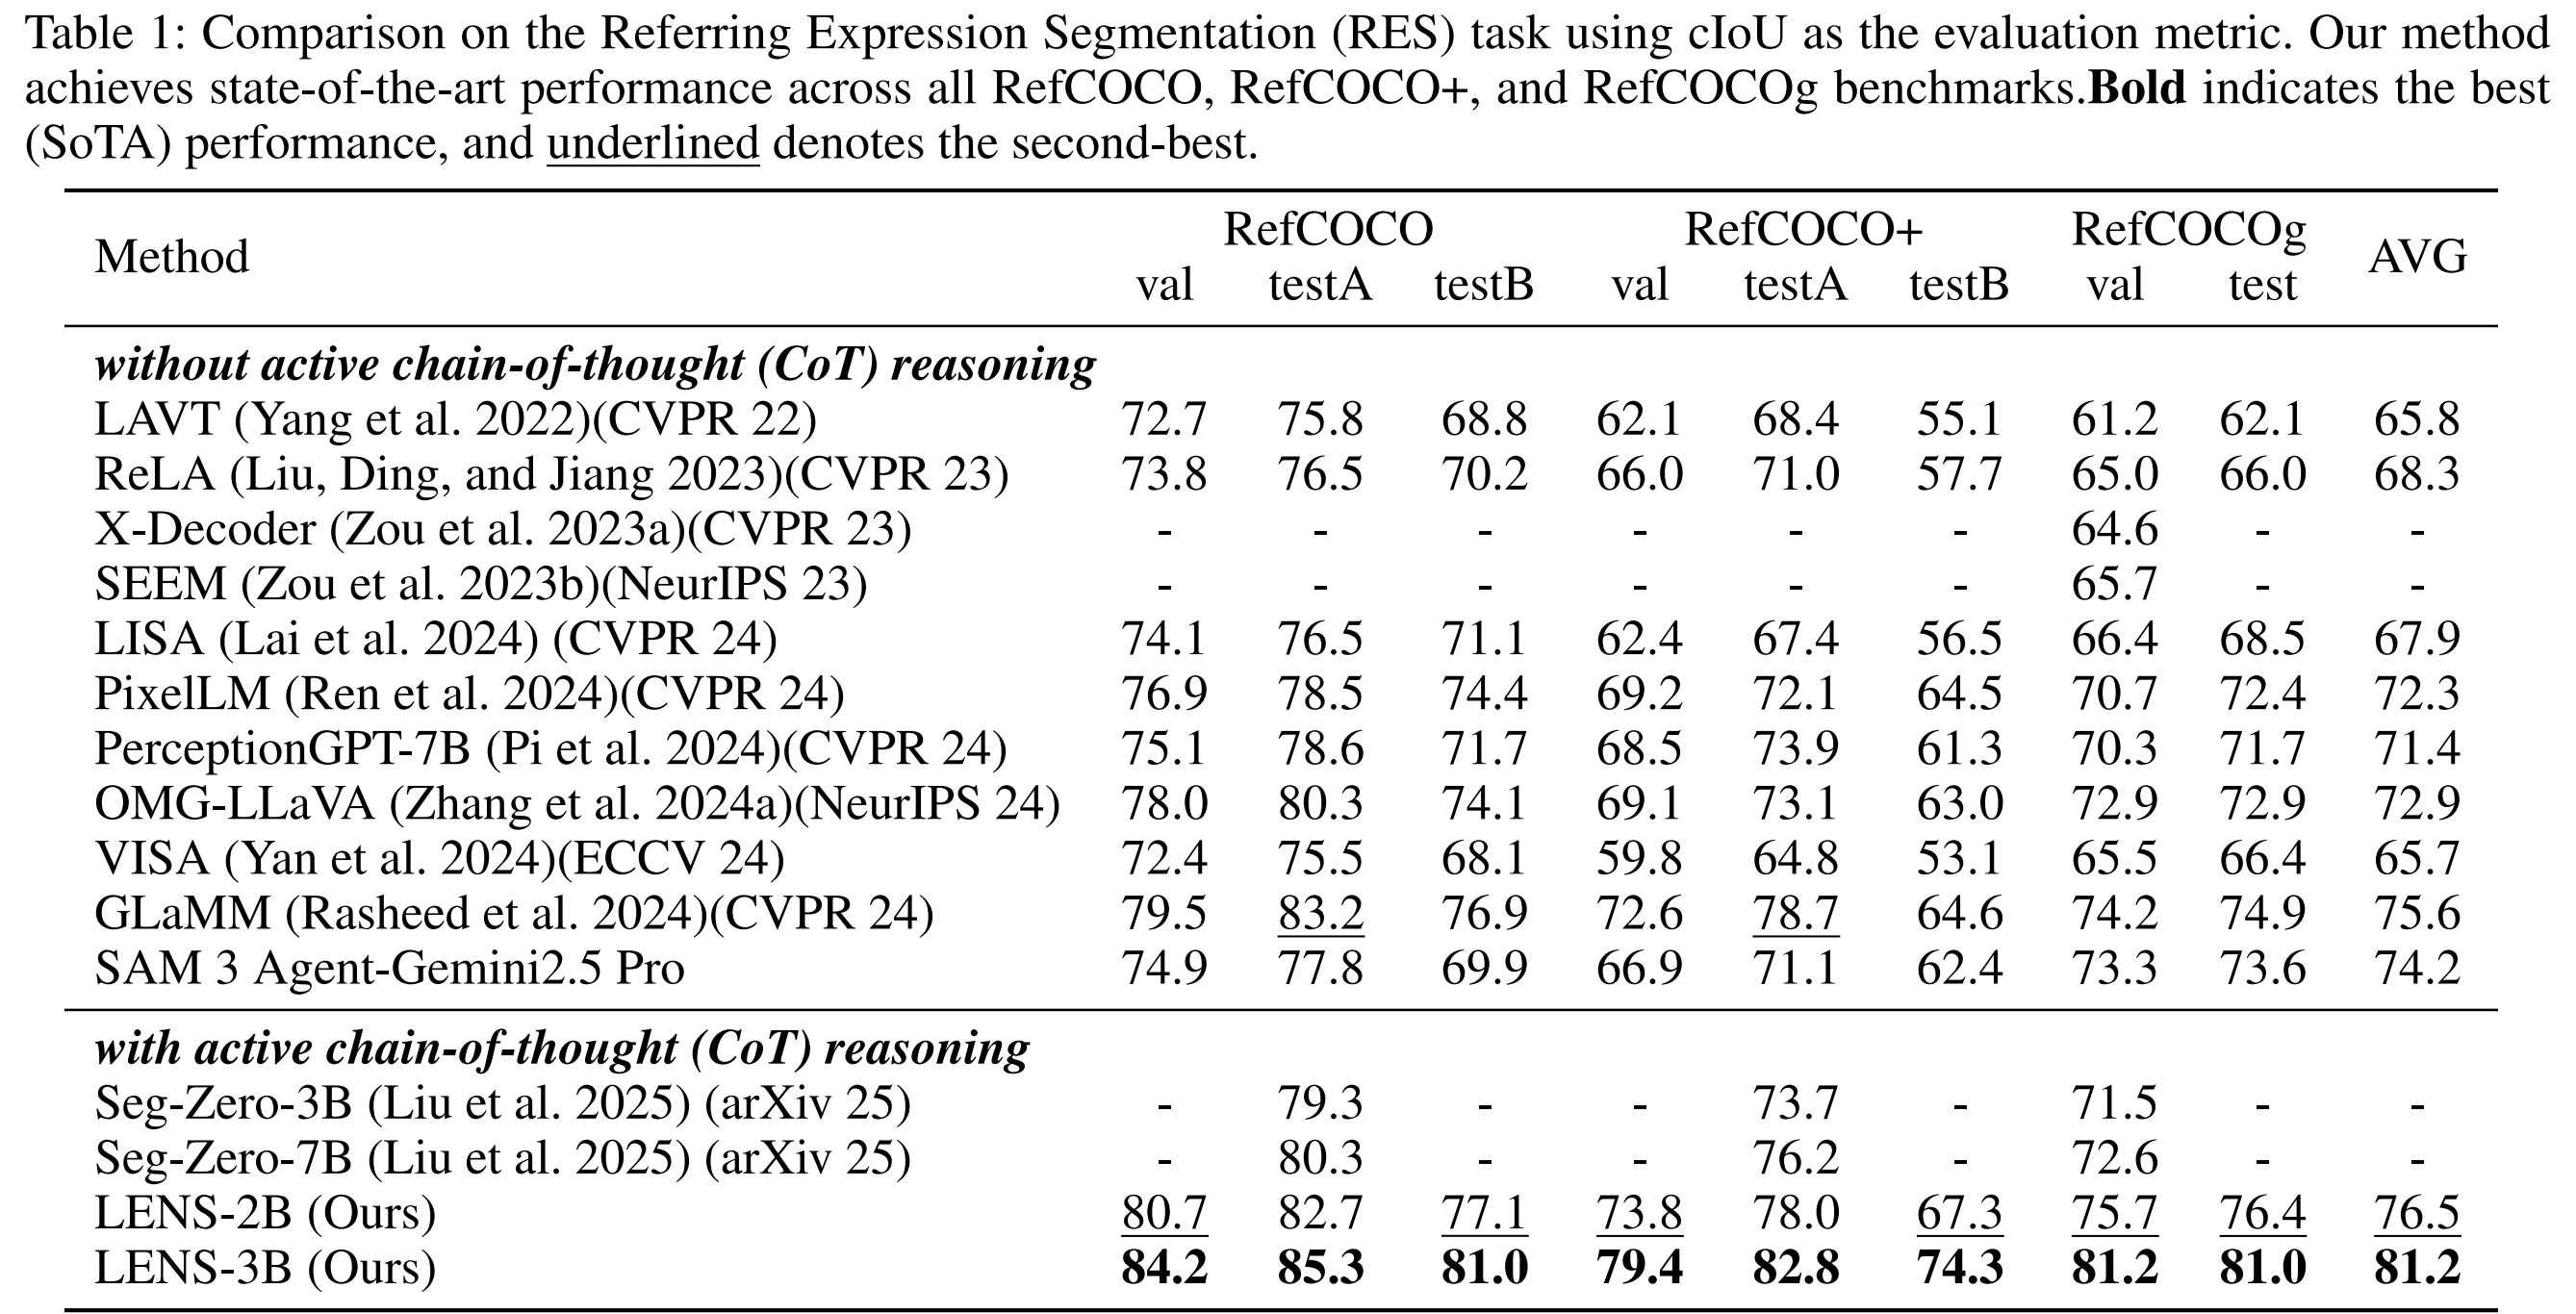 Table 1: Comparison on the Referring Expression Segmentation (RES) task using cIoU as the evaluation metric. Our method
achieves state-of-the-art performance across all RefCOCO, RefCOCO+, and RefCOCOg benchmarks.Bold indicates the best
(SoTA) performance, and underlined denotes the second-best.
Method RefCOCO RefCOCO+ RefCOCOg AVG
val testA testB val testA testB val test
without active chain-of-thought (CoT) reasoning
LAVT (Yang et al. 2022)(CVPR 22) 72.7 75.8 68.8 62.1 68.4 55.1 61.2 62.1 65.8
ReLA (Liu, Ding, and Jiang 2023)(CVPR 23) 73.8 76.5 70.2 66.0 71.0 57.7 65.0 66.0 68.3
X-Decoder (Zou et al. 2023a)(CVPR 23) - - - - - - 64.6 - -
SEEM (Zou et al. 2023b)(NeurIPS 23) - - - - - - 65.7 - -
LISA (Lai et al. 2024) (CVPR 24) 74.1 76.5 71.1 62.4 67.4 56.5 66.4 68.5 67.9
PixelLM (Ren et al. 2024)(CVPR 24) 76.9 78.5 74.4 69.2 72.1 64.5 70.7 72.4 72.3
PerceptionGPT-7B (Pi et al. 2024)(CVPR 24) 75.1 78.6 71.7 68.5 73.9 61.3 70.3 71.7 71.4
OMG-LLaVA (Zhang et al. 2024a)(NeurIPS 24) 78.0 80.3 74.1 69.1 73.1 63.0 72.9 72.9 72.9
VISA (Yan et al. 2024)(ECCV 24) 72.4 75.5 68.1 59.8 64.8 53.1 65.5 66.4 65.7
GLaMM (Rasheed et al. 2024)(CVPR 24) 79.5 83.2 76.9 72.6 78.7 64.6 74.2 74.9 75.6
SAM 3 Agent-Gemini2.5 Pro 74.9 77.8 69.9 66.9 71.1 62.4 73.3 73.6 74.2
with active chain-of-thought (CoT) reasoning
Seg-Zero-3B (Liu et al. 2025) (arXiv 25) - 79.3 - - 73.7 - 71.5 - -
Seg-Zero-7B (Liu et al. 2025) (arXiv 25) - 80.3 - - 76.2 - 72.6 - -
LENS-2B (Ours) 80.7 82.7 77.1 73.8 78.0 67.3 75.7 76.4 76.5
LENS-3B (Ours) 84.2 85.3 81.0 79.4 82.8 74.3 81.2 81.0 81.2